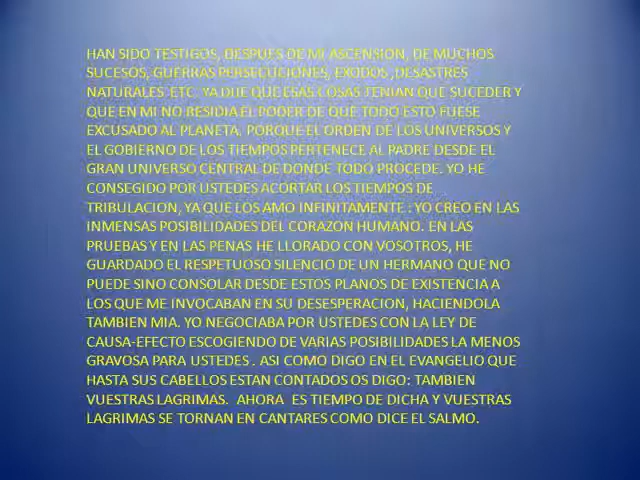 HAN SIDO TESTIGOS, DESPUES DE MI ASCENSION, DE MUCHOS
SUCESOS, GUERRAS PERSECUCIONES, EXODOS ,DESASTRES
NATURALES ETC. YA DIJE QUE ESAS COSAS TENIAN QUE SUCEDER Y
QUE EN MI NO RESIDIA EL PODER DE QUE TODO ESTO FUESE
EXCUSADO AL PLANETA. PORQUE EL ORDEN DE LOS UNIVERSOS Y
EL GOBIERNO DE LOS TIEMPOS PERTENECE AL PADRE DESDE EL
GRAN UNIVERSO CENTRAL DE DONDE TODO PROCEDE. YO HE
CONSEGIDO POR USTEDES ACORTAR LOS TIEMPOS DE
TRIBULACION, YA QUE LOS AMO INFINITAMENTE : YO CREO EN LAS
INMENSAS POSIBILIDADES DEL CORAZON HUMANO. EN LAS
PRUEBAS Y EN LAS PENAS HE LLORADO CON VOSOTROS, HE
GUARDADO EL RESPETUOSO SILENCIO DE UN HERMANO QUE NO
PUEDE SINO CONSOLAR DESDE ESTOS PLANOS DE EXISTENCIA A
LOS QUE ME INVOCABAN EN SU DESESPERACION, HACIENDOLA
TAMBIEN MIA. YO NEGOCIABA POR USTEDES CON LA LEY DE
CAUSA-EFECTO ESCOGIENDO DE VARIAS POSIBILIDADES LA MENOS
GRAVOSA PARA USTEDES . ASI COMO DIGO EN EL EVANGELIO QUE
HASTA SUS CABELLOS ESTAN CONTADOS OS DIGO: TAMBIEN
VUESTRAS LAGRIMAS. AHORA ES TIEMPO DE DICHA Y VUESTRAS
LAGRIMAS SE TORNAN EN CANTARES COMO DICE EL SALMO.